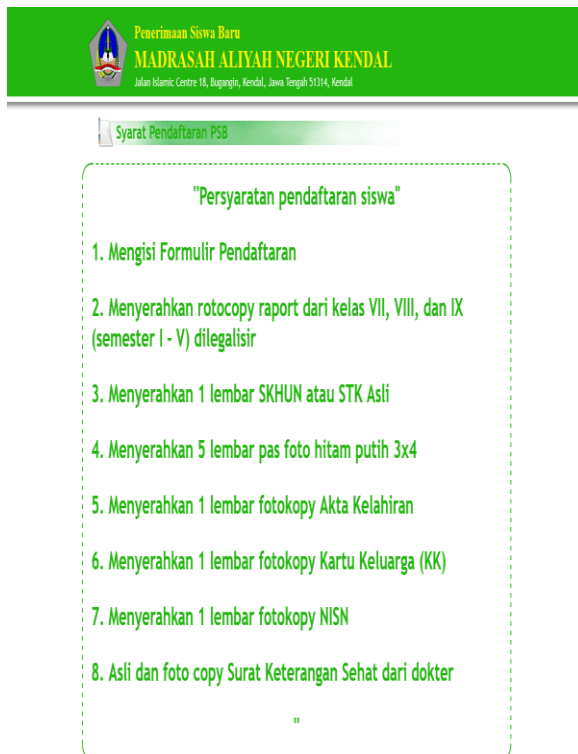 Penerimaan Siswa Baru
MADRASAH ALIYAH NEGERI KENDAL
Jalan Islamic Centre 18, Bugangin, Kendal, Jawa Tengah 51314, Kendal
Syarat Pendaftaran PSB
"Persyaratan pendaftaran siswa"
1. Mengisi Formulir Pendaftaran
2. Menyerahkan rotocopy raport dari kelas VII, VIII, dan IX
(semester I - V) dilegalisir
3. Menyerahkan 1 lembar SKHUN atau STK Asli
4. Menyerahkan 5 lembar pas foto hitam putih 3x4
5. Menyerahkan 1 lembar fotokopy Akta Kelahiran
6. Menyerahkan 1 lembar fotokopy Kartu Keluarga (KK)
7. Menyerahkan 1 lembar fotokopy NISN
8. Asli dan foto copy Surat Keterangan Sehat dari dokter
"